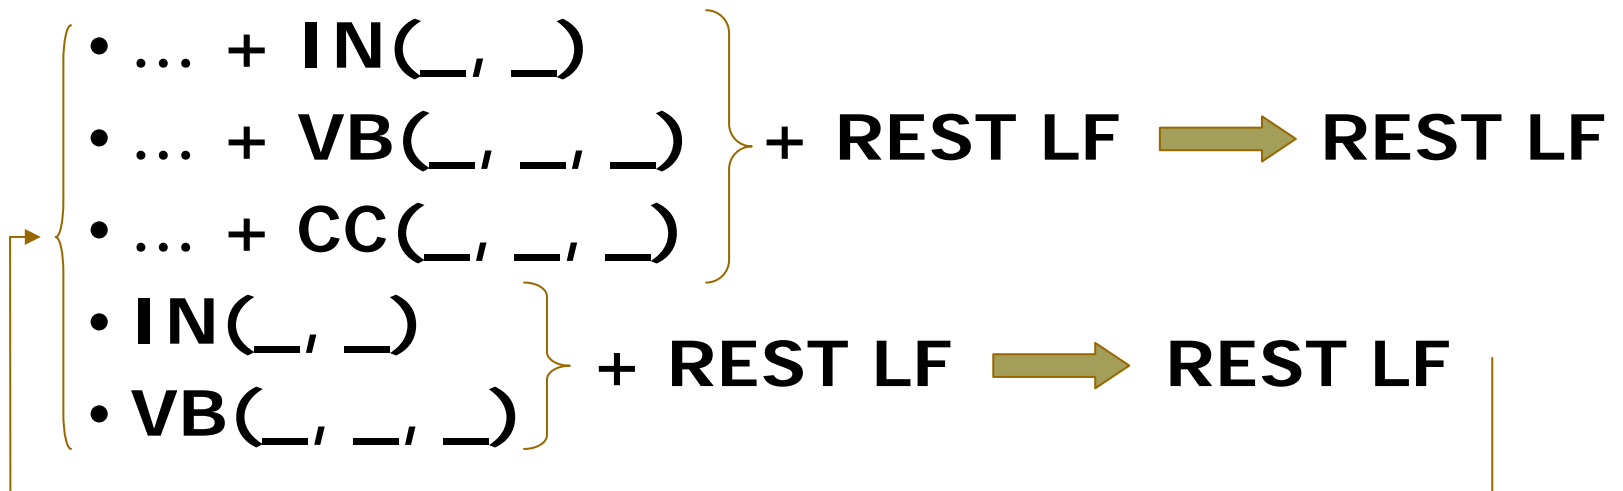 • ... + IN(_, _)
• ... + VB(_, _, _) + REST LF REST LF
• ... + CC(_, _, _)
• IN(_, _)
+ REST LF REST LF
• VB(_, _, _)